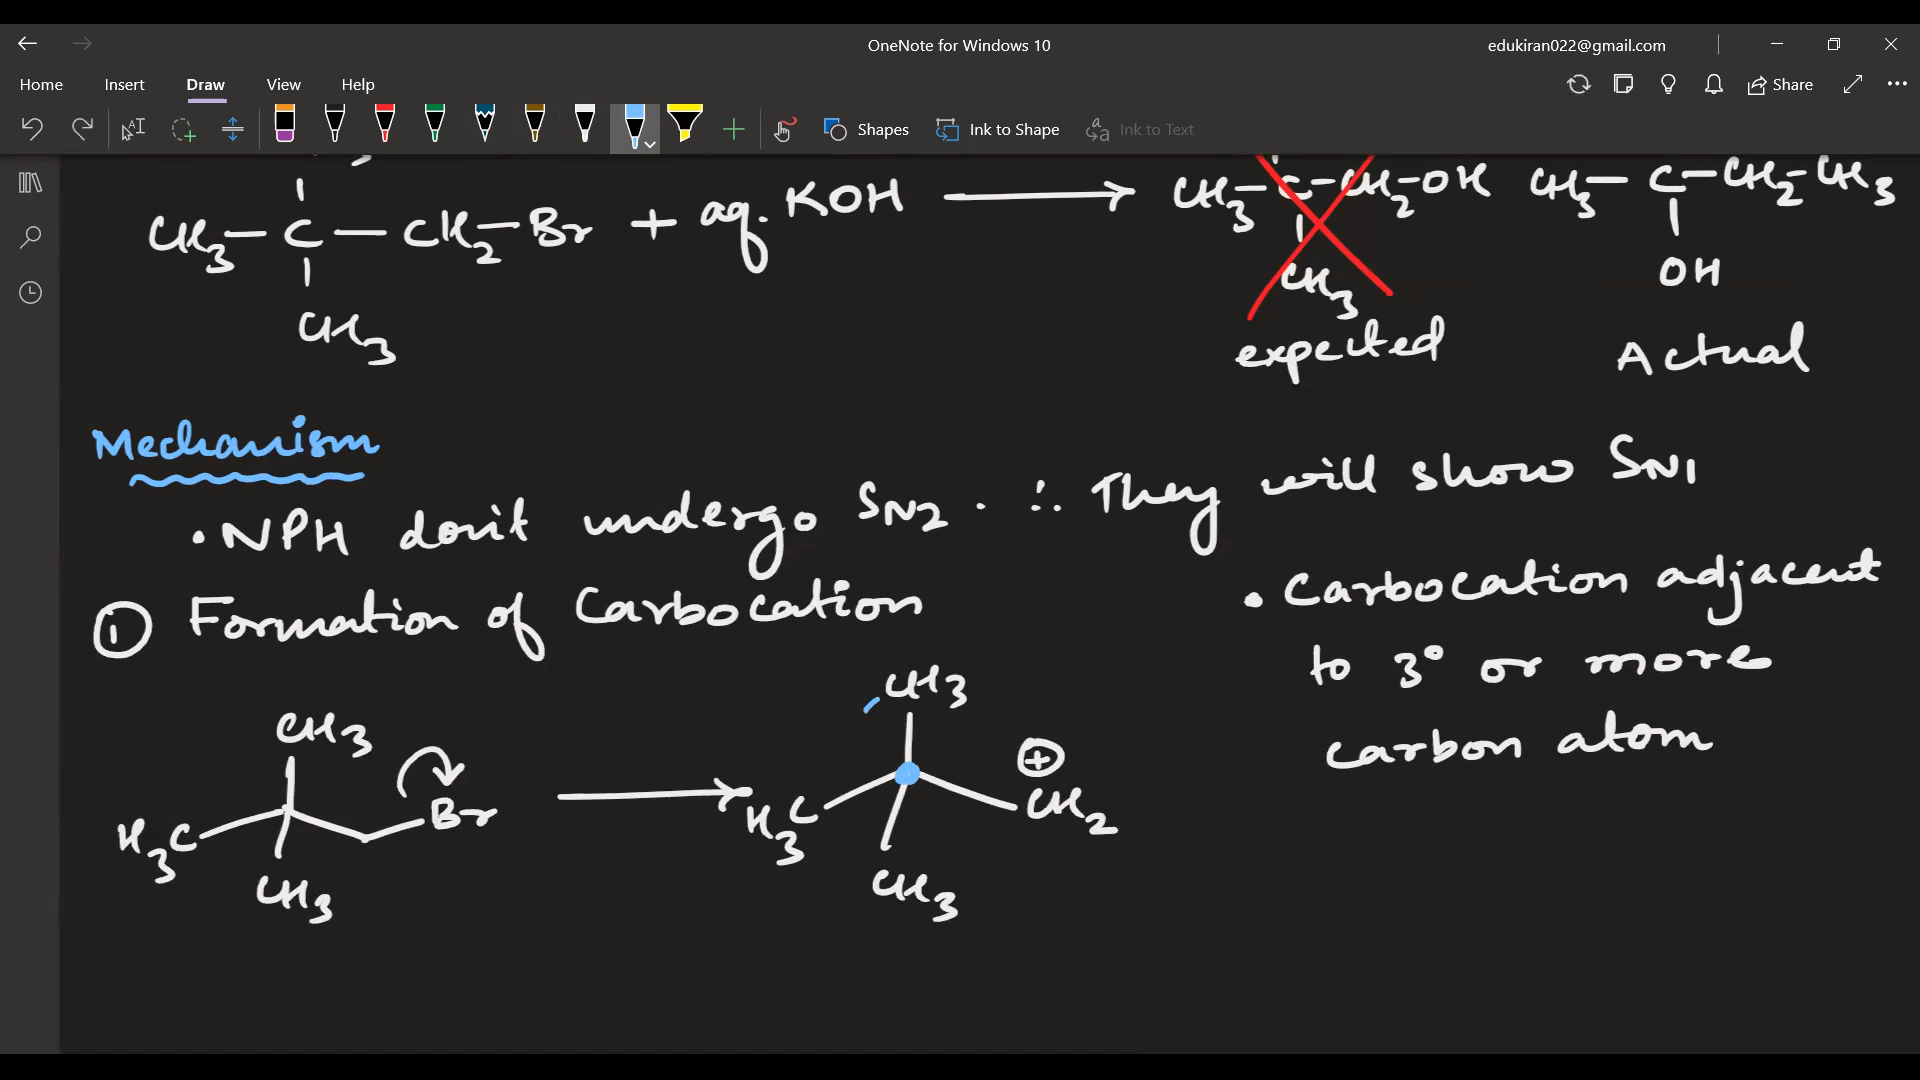 OneNote for Windows 10
edukiran022@gmail.com
Home Insert Draw View Help
Share
Shapes Ink to Shape Ink to Text
CH3 — C — CH2 — Br + aq. KOH
CH3
CH3 — C — CH2 — OH
CH3
expected
CH3 — C — CH2 — CH3
OH
Actual
Mechanism
• NPH don't undergo SN2 . ∴ They will show SN1
① Formation of Carbocation
• Carbocation adjacent
to 3° or more
carbon atom
CH3
H3C
Br
CH3
CH3
⊕
H3C
CH2
CH3